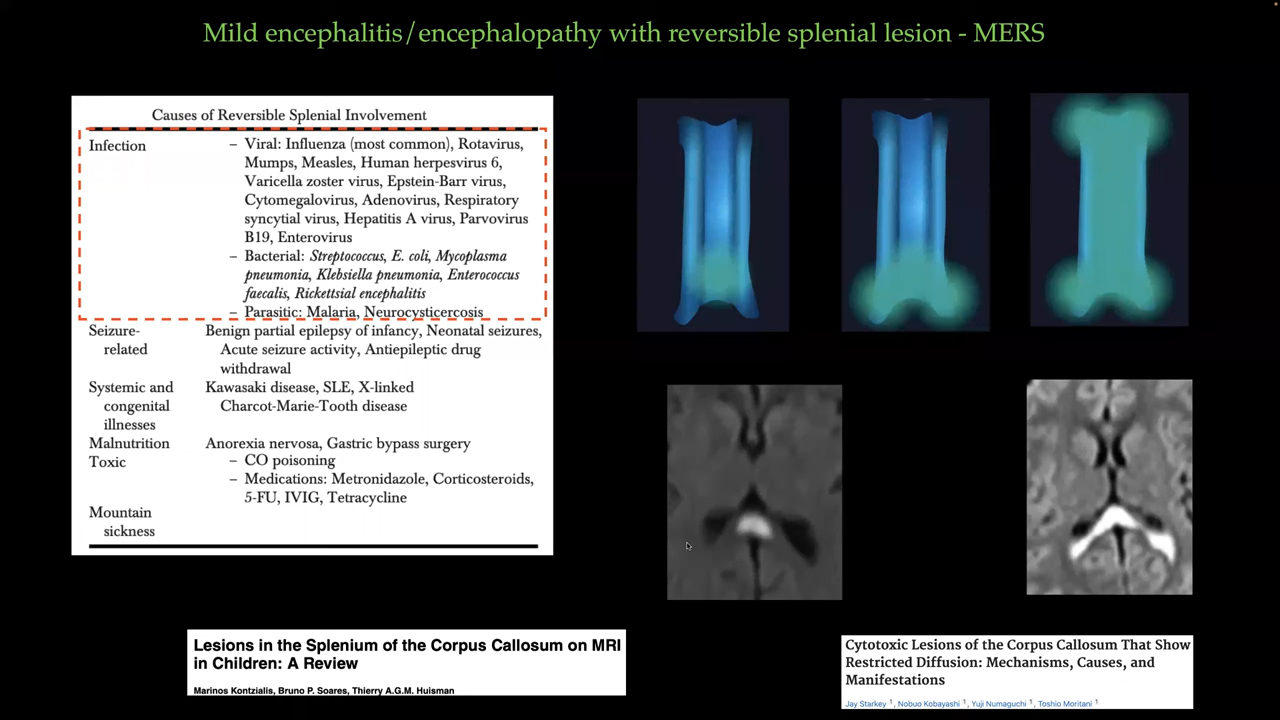 Mild encephalitis/encephalopathy with reversible splenial lesion - MERS
Causes of Reversible Splenial Involvement
Infection
– Viral: Influenza (most common), Rotavirus,
Mumps, Measles, Human herpesvirus 6,
Varicella zoster virus, Epstein-Barr virus,
Cytomegalovirus, Adenovirus, Respiratory
syncytial virus, Hepatitis A virus, Parvovirus
B19, Enterovirus
– Bacterial: Streptococcus, E. coli, Mycoplasma
pneumonia, Klebsiella pneumonia, Enterococcus
faecalis, Rickettsial encephalitis
– Parasitic: Malaria, Neurocysticercosis
Seizure-
related
Benign partial epilepsy of infancy, Neonatal seizures,
Acute seizure activity, Antiepileptic drug
withdrawal
Systemic and
congenital
illnesses
Kawasaki disease, SLE, X-linked
Charcot-Marie-Tooth disease
Malnutrition
Anorexia nervosa, Gastric bypass surgery
Toxic
– CO poisoning
– Medications: Metronidazole, Corticosteroids,
5-FU, IVIG, Tetracycline
Mountain
sickness
Lesions in the Splenium of the Corpus Callosum on MRI
in Children: A Review
Marinos Kontzialis, Bruno P. Soares, Thierry A.G.M. Huisman
Cytotoxic Lesions of the Corpus Callosum That Show
Restricted Diffusion: Mechanisms, Causes, and
Manifestations
Jay Starkey 1, Nobuo Kobayashi 1, Yuji Numaguchi 1, Toshio Moritani 1